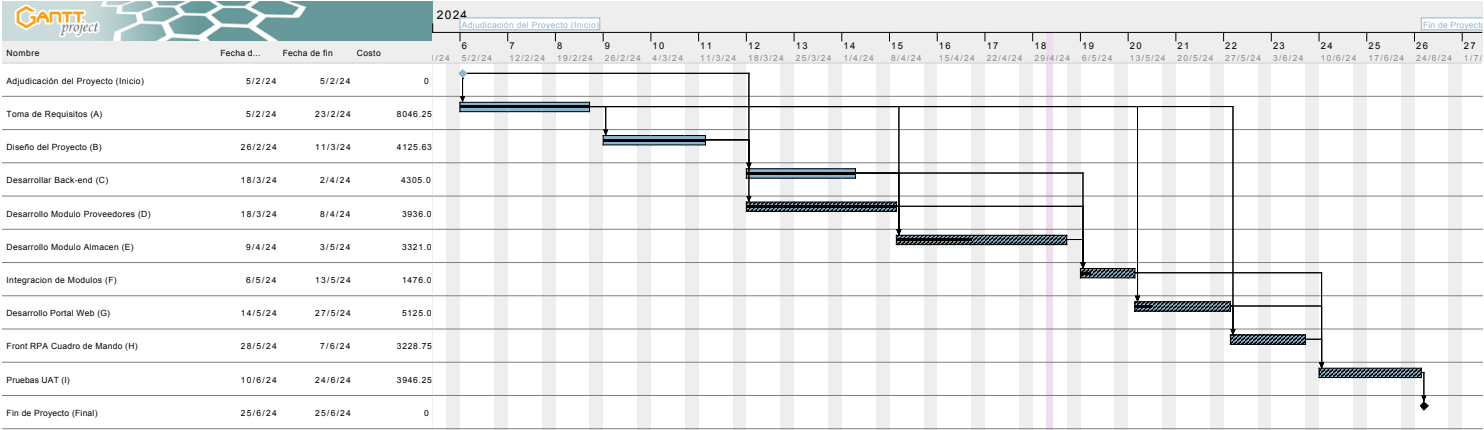 GANTT project
2024
Adjudicación del Proyecto (Inicio) Fin de Proyecto
Nombre Fecha d... Fecha de fin Costo
6 7 8 9 10 11 12 13 14 15 16 17 18 19 20 21 22 23 24 25 26 27
1/24 5/2/24 12/2/24 19/2/24 26/2/24 4/3/24 11/3/24 18/3/24 25/3/24 1/4/24 8/4/24 15/4/24 22/4/24 29/4/24 6/5/24 13/5/24 20/5/24 27/5/24 3/6/24 10/6/24 17/6/24 24/6/24 1/7/
Adjudicación del Proyecto (Inicio) 5/2/24 5/2/24 0
Toma de Requisitos (A) 5/2/24 23/2/24 8046.25
Diseño del Proyecto (B) 26/2/24 11/3/24 4125.63
Desarrollar Back-end (C) 18/3/24 2/4/24 4305.0
Desarrollo Modulo Proveedores (D) 18/3/24 8/4/24 3936.0
Desarrollo Modulo Almacen (E) 9/4/24 3/5/24 3321.0
Integracion de Modulos (F) 6/5/24 13/5/24 1476.0
Desarrollo Portal Web (G) 14/5/24 27/5/24 5125.0
Front RPA Cuadro de Mando (H) 28/5/24 7/6/24 3228.75
Pruebas UAT (I) 10/6/24 24/6/24 3946.25
Fin de Proyecto (Final) 25/6/24 25/6/24 0